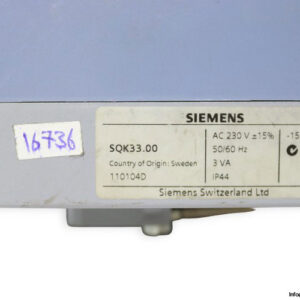 16736
SIEMENS
SQK33.00
Country of Origin: Sweden
110104D
AC 230 V ±15%
50/60 Hz
3 VA
IP44
-15
Siemens Switzerland Ltd